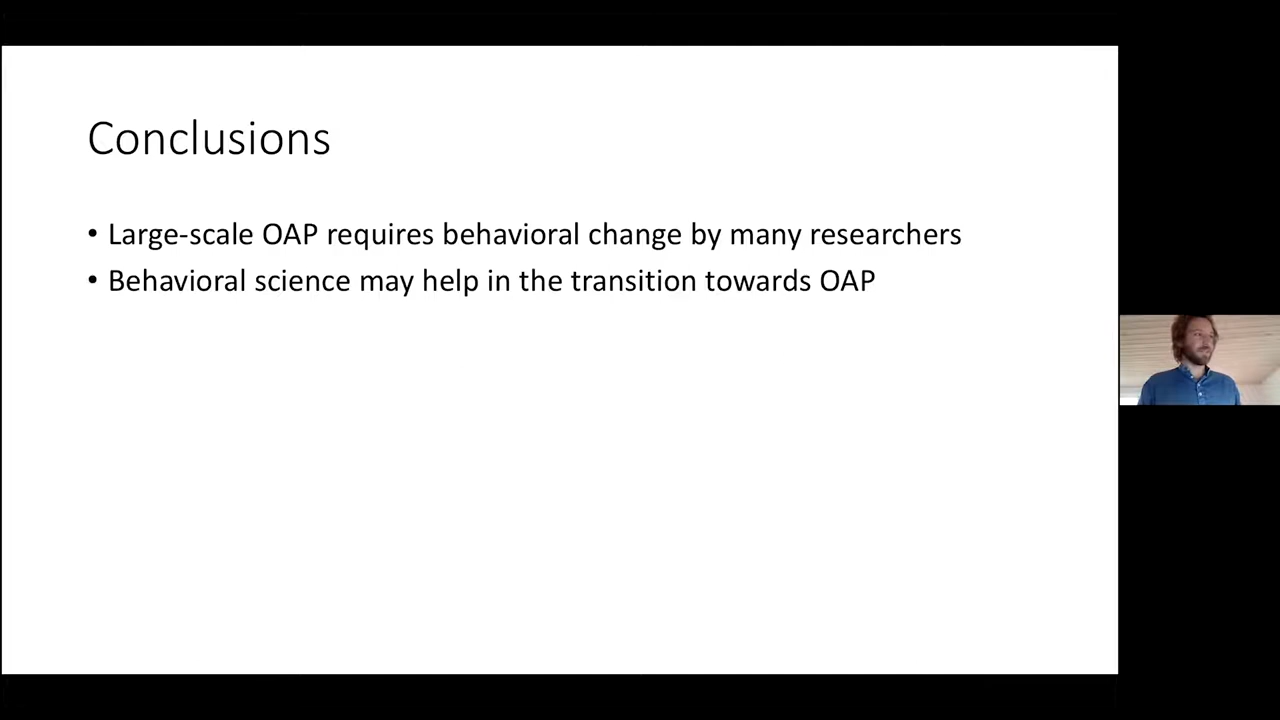 Conclusions
• Large-scale OAP requires behavioral change by many researchers
• Behavioral science may help in the transition towards OAP